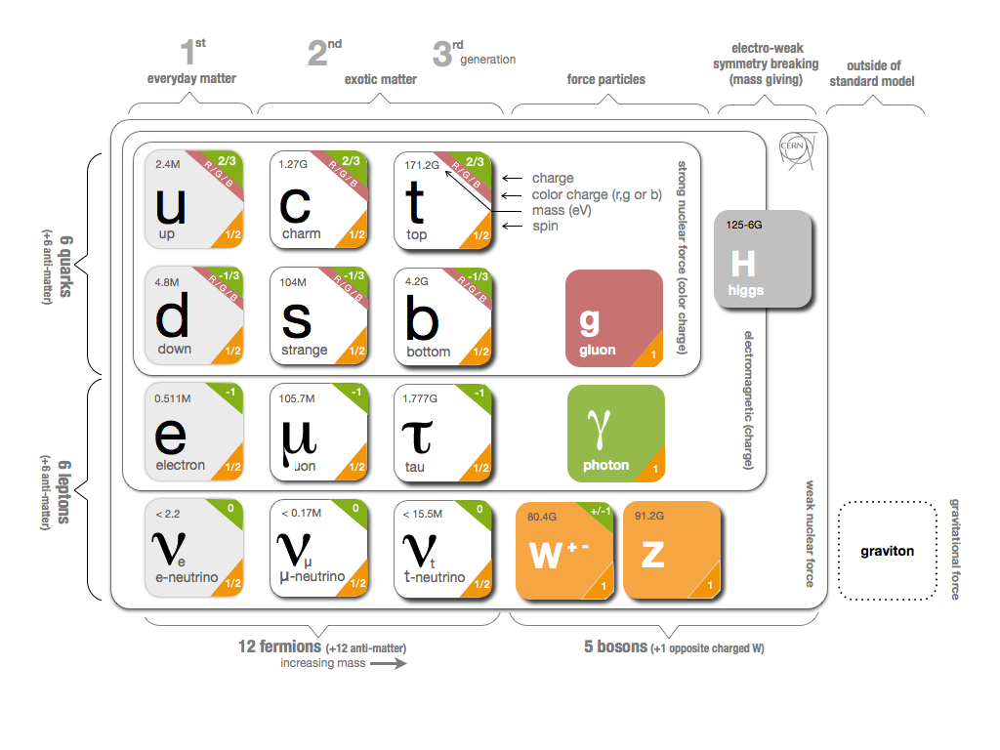 1st
2nd
3rd
generation
everyday matter
exotic matter
force particles
electro-weak
symmetry breaking
(mass giving)
outside of
standard model
6 quarks
(+6 anti-matter)
2.4M
2/3
R/G/B
u
up
1/2
1.27G
2/3
R/G/B
c
charm
1/2
171.2G
2/3
R/G/B
t
top
1/2
charge
color charge (r,g or b)
mass (eV)
spin
strong nuclear force (color charge)
CERN
125-6G
H
higgs
4.8M
-1/3
R/G/B
d
down
1/2
104M
-1/3
R/G/B
s
strange
1/2
4.2G
-1/3
R/G/B
b
bottom
1/2
g
gluon
1
electromagnetic (charge)
6 leptons
(+6 anti-matter)
0.511M
-1
e
electron
1/2
105.7M
-1
μuon
1/2
1.777G
-1
τ
tau
1/2
γ
photon
1
weak nuclear force
< 2.2
0
νe
e-neutrino
1/2
< 0.17M
0
νμ
μ-neutrino
1/2
< 15.5M
0
νt
t-neutrino
1/2
80.4G
+/-1
W+-
1
91.2G
Z
1
graviton
gravitational force
12 fermions (+12 anti-matter)
increasing mass
5 bosons (+1 opposite charged W)